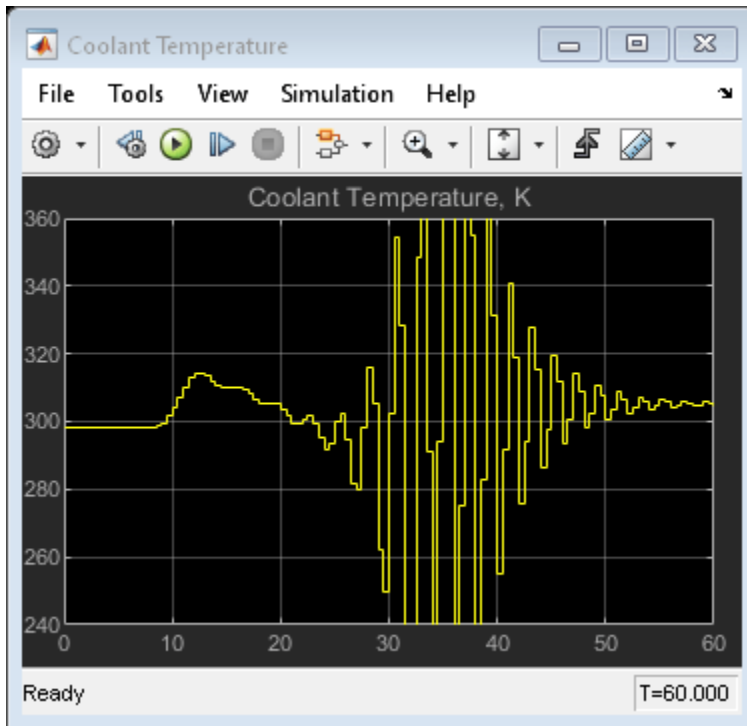 Coolant Temperature
File Tools View Simulation Help
Coolant Temperature, K
360
340
320
300
280
260
240
0 10 20 30 40 50 60
Ready T=60.000